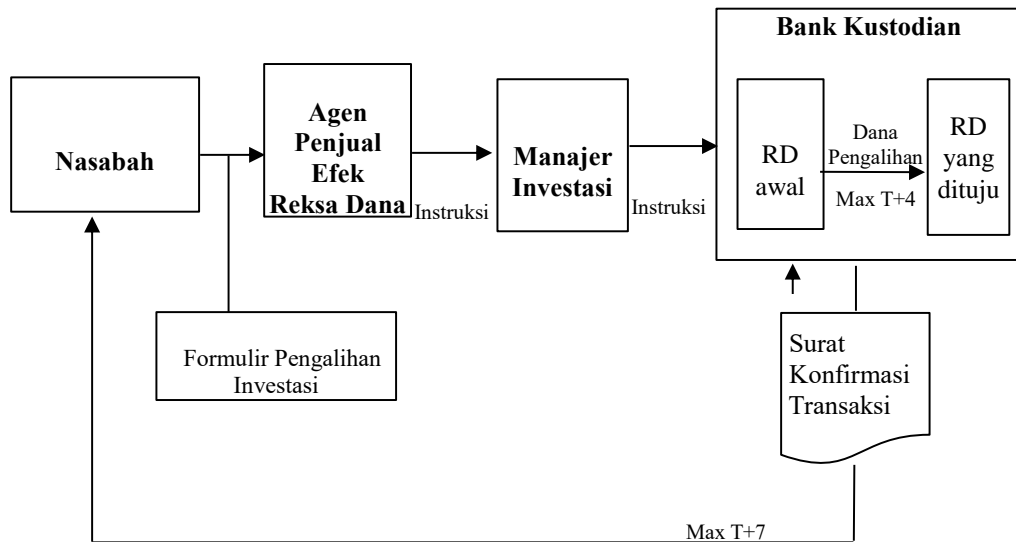 Bank Kustodian
Nasabah
Agen
Penjual
Efek
Reksa Dana
Instruksi
Manajer
Investasi
Instruksi
RD
awal
Dana
Pengalihan
Max T+4
RD
yang
dituju
Formulir Pengalihan
Investasi
Surat
Konfirmasi
Transaksi
Max T+7